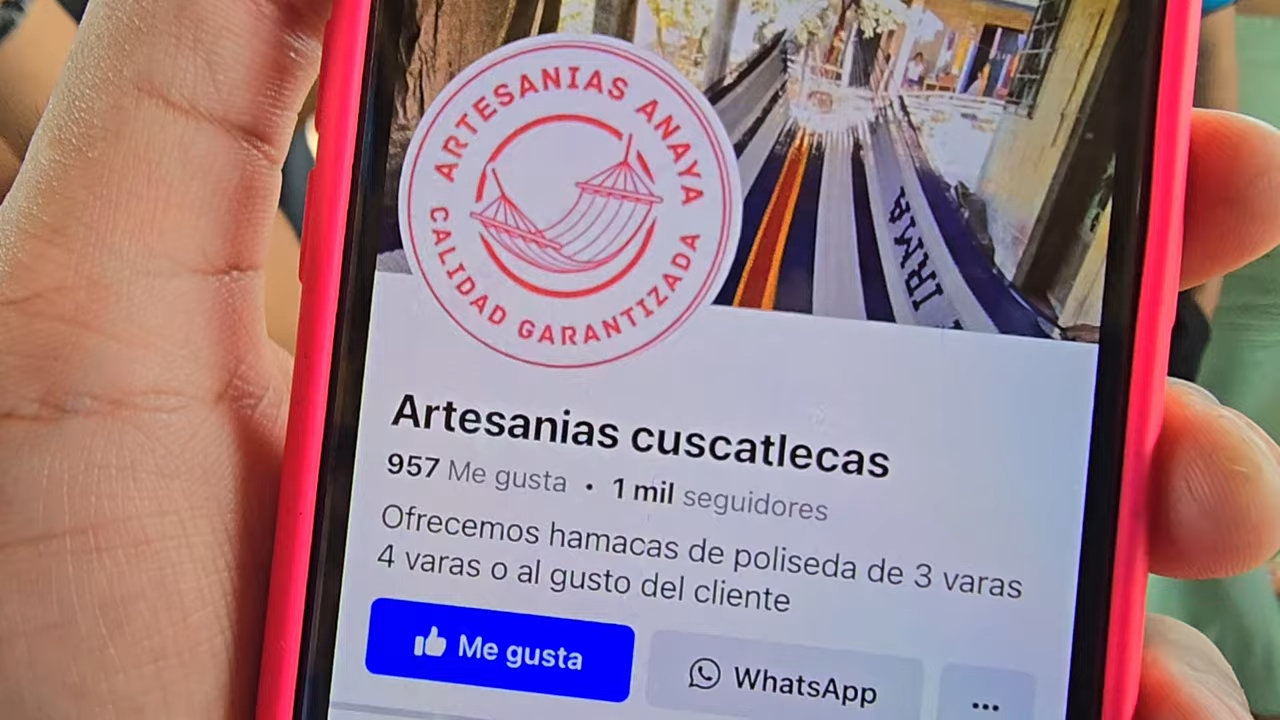 ARTESANIAS ANAYA
CALIDAD GARANTIZADA
IRMA
Artesanias cuscatlecas
957 Me gusta • 1 mil seguidores
Ofrecemos hamacas de poliseda de 3 varas
4 varas o al gusto del cliente
Me gusta
WhatsApp
...